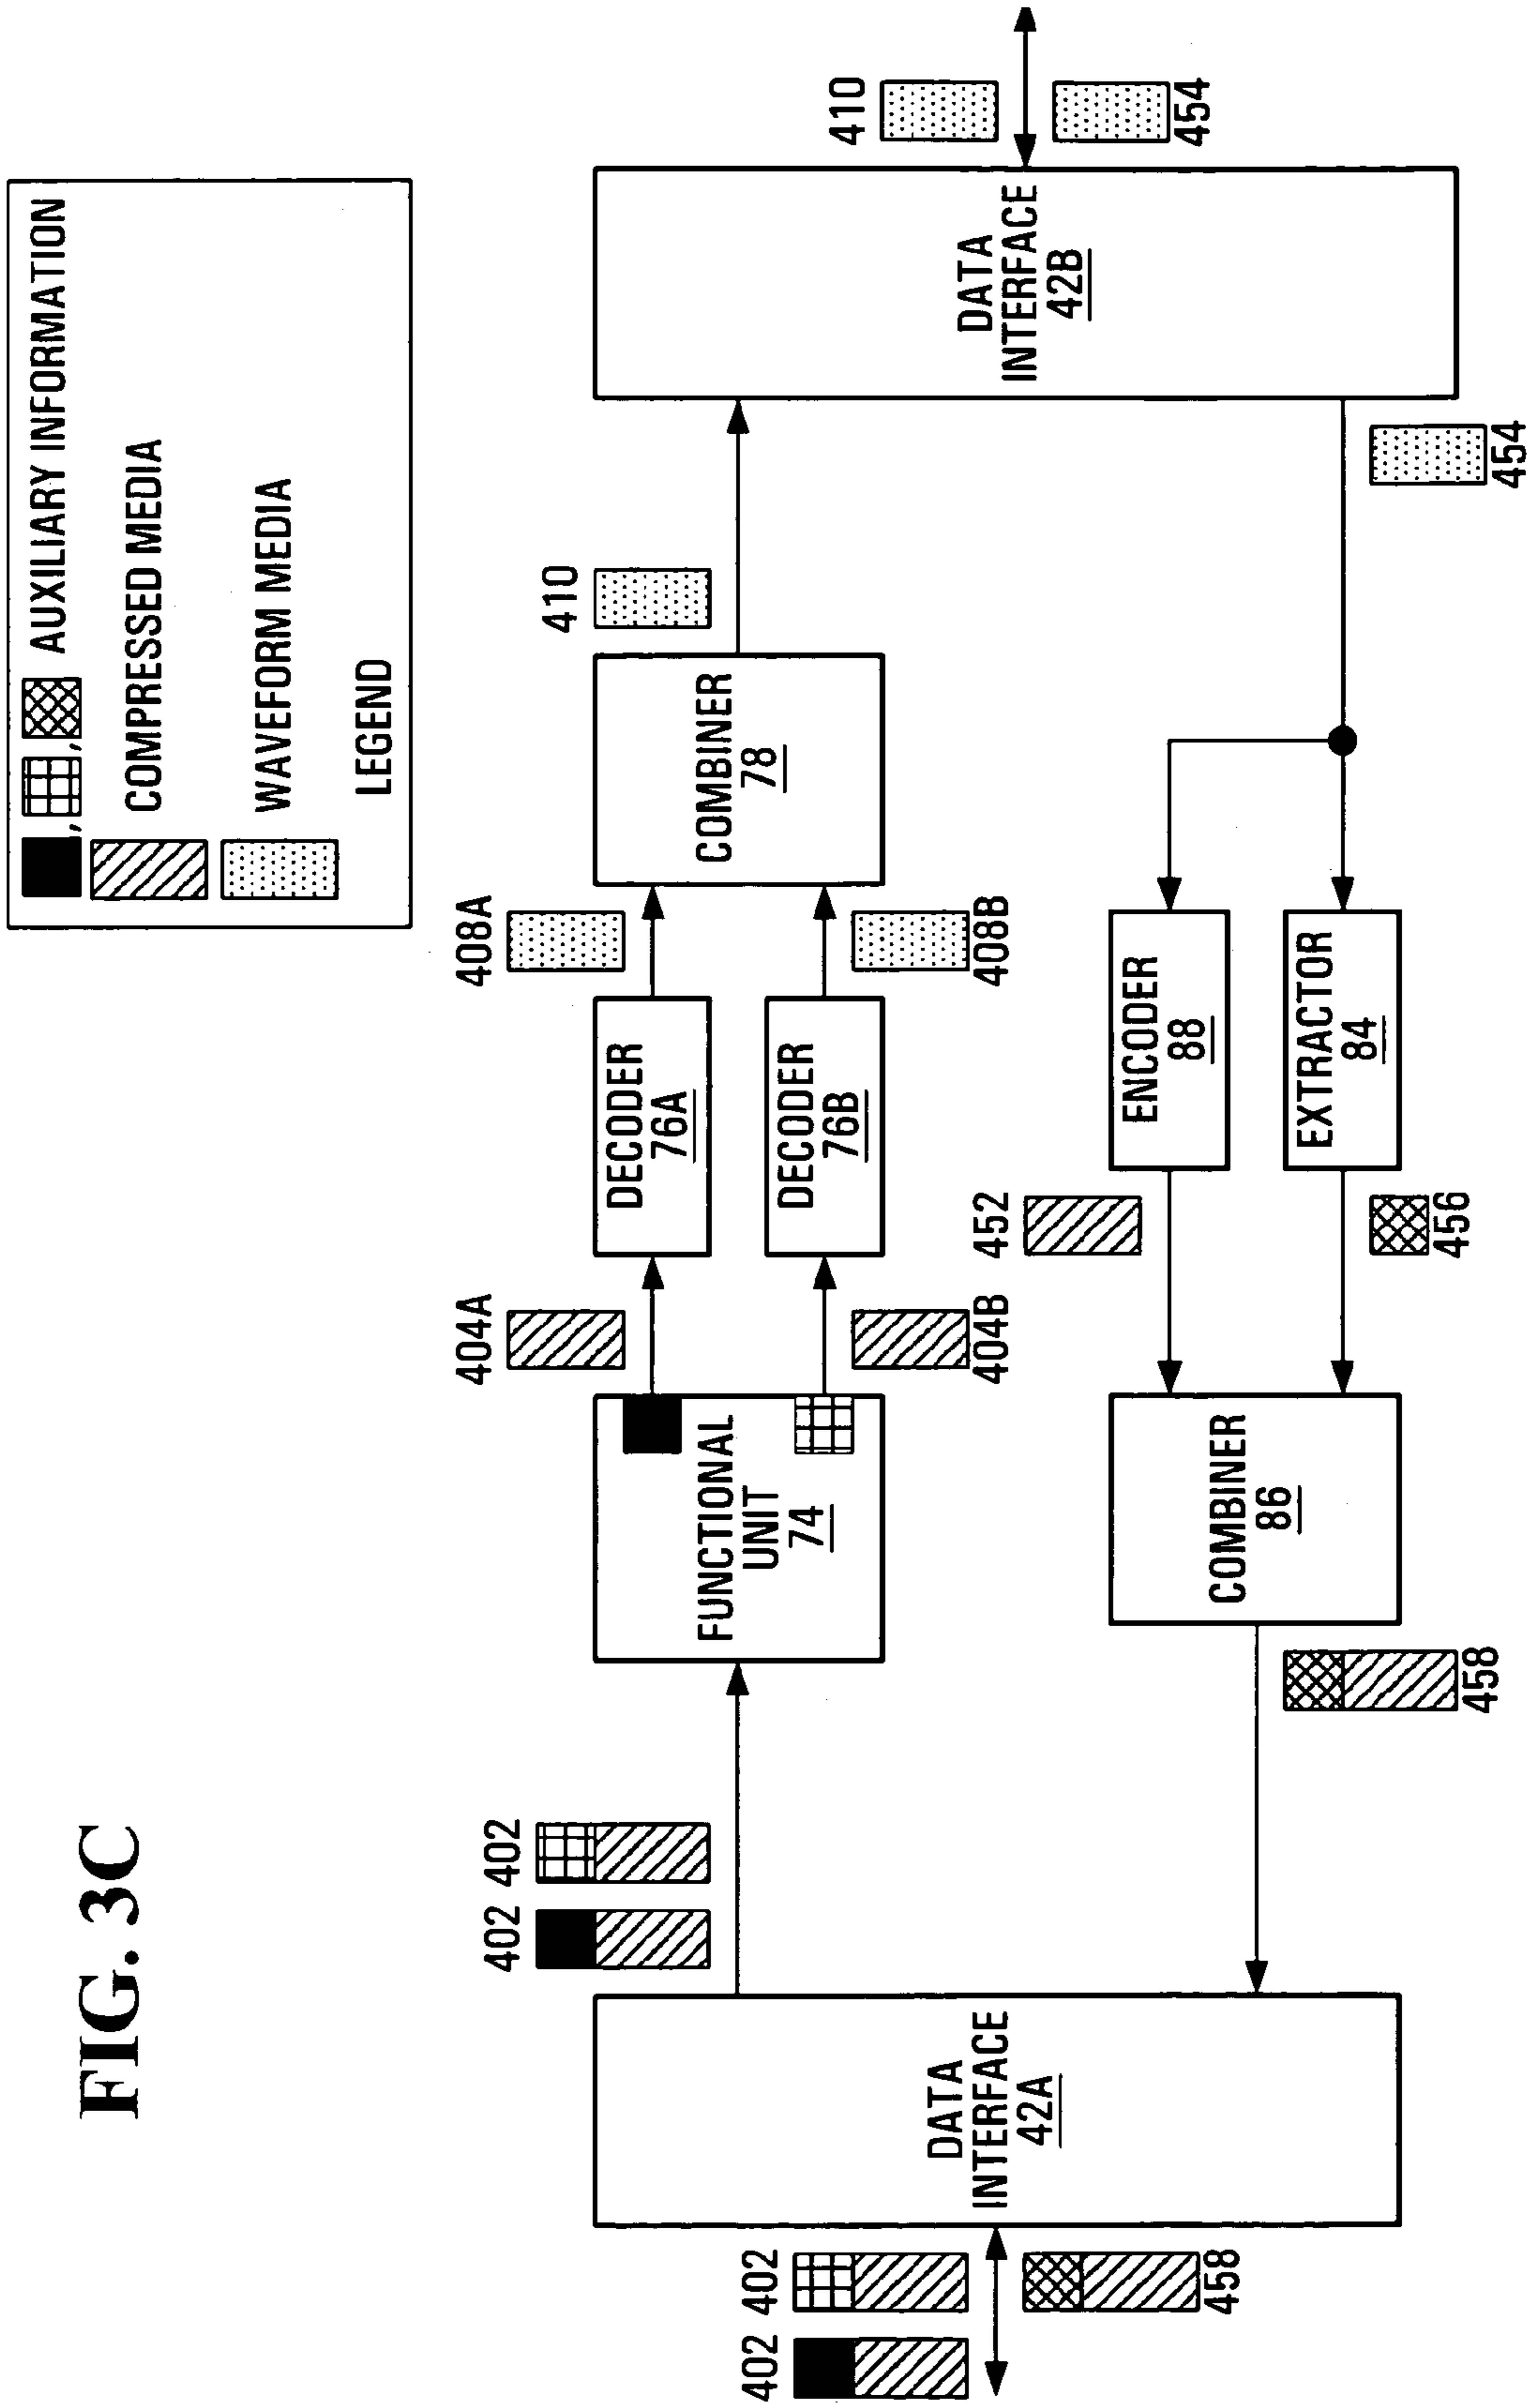 FIG. 3C
AUXILIARY INFORMATION
COMPRESSED MEDIA
WAVEFORM MEDIA
LEGEND
402
402
402
402
458
DATA
INTERFACE
42A
FUNCTIONAL
UNIT
74
404A
404B
DECODER
76A
DECODER
76B
408A
408B
COMBINER
78
410
DATA
INTERFACE
42B
410
454
454
ENCODER
88
EXTRACTOR
84
452
456
COMBINER
86
458